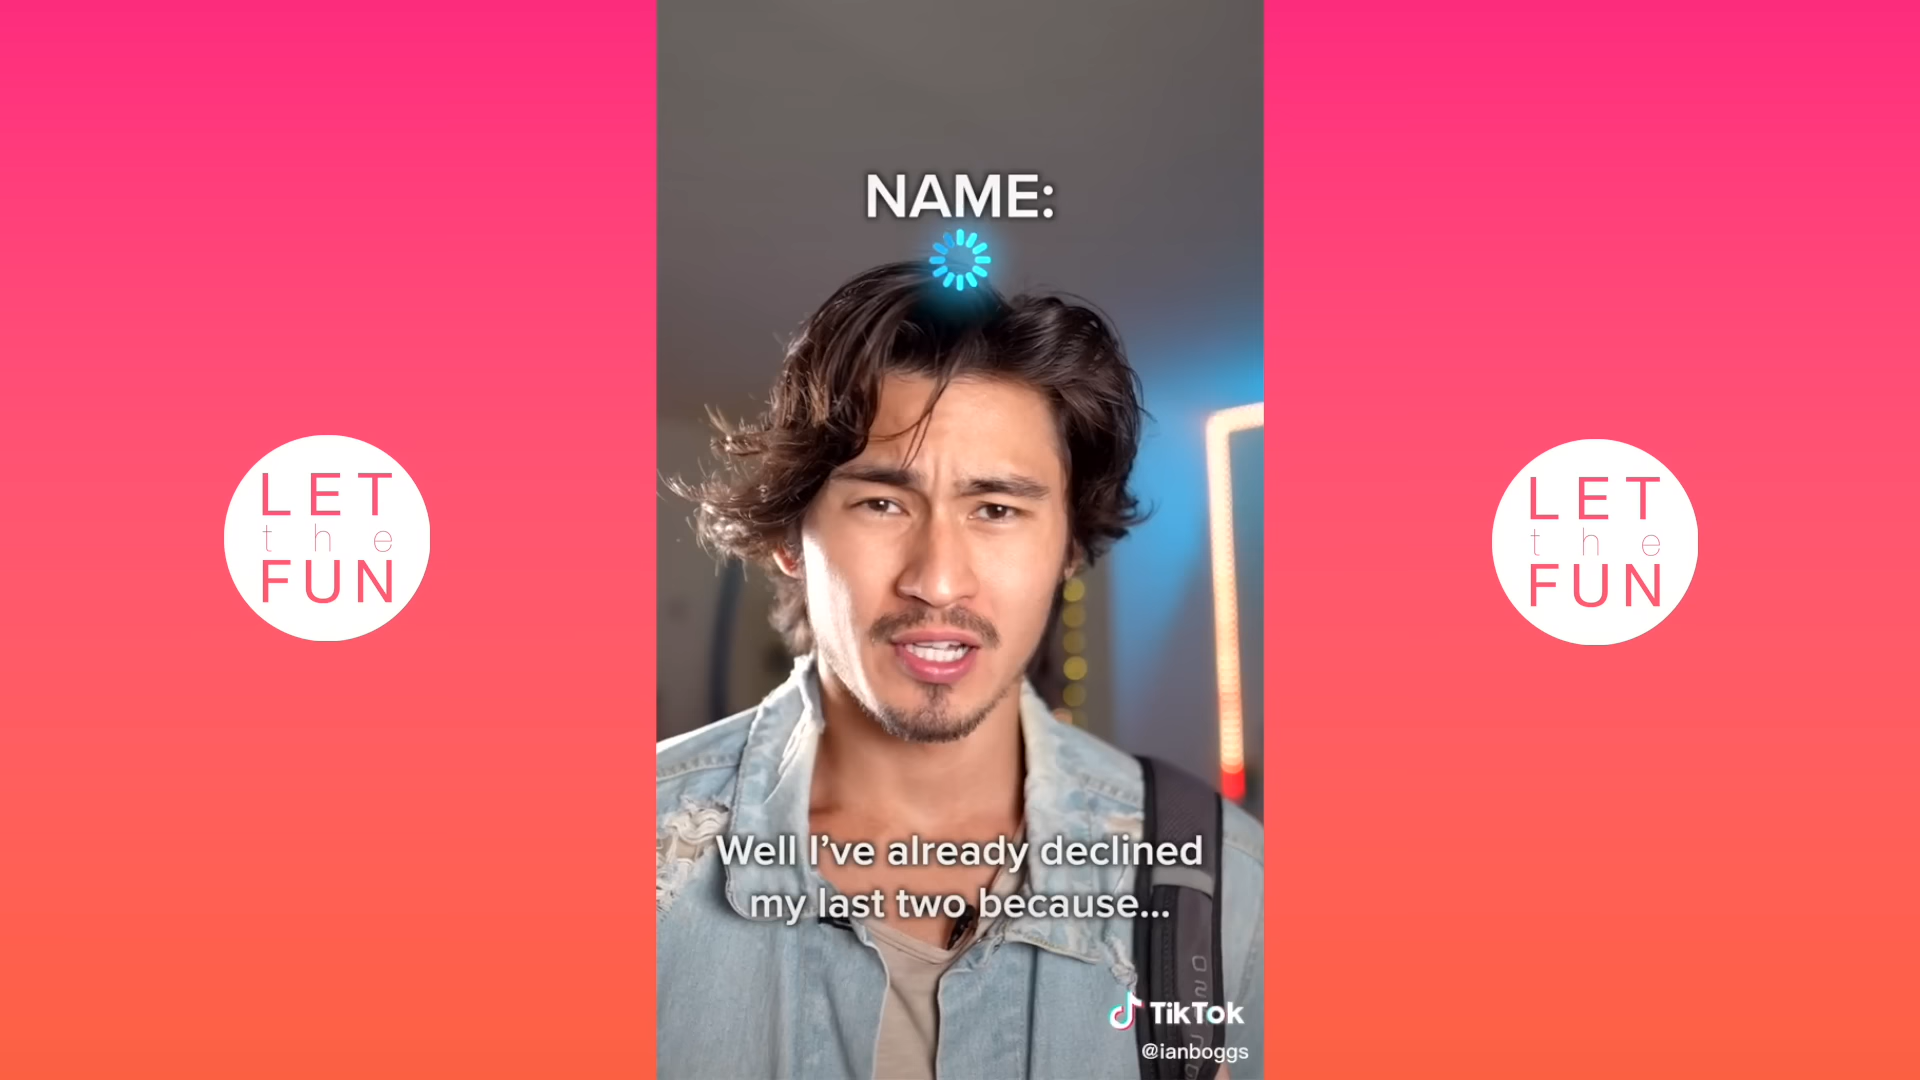 NAME:
LET
the
FUN
LET
the
FUN
Well I've already declined
my last two because...
TikTok
@ianboggs